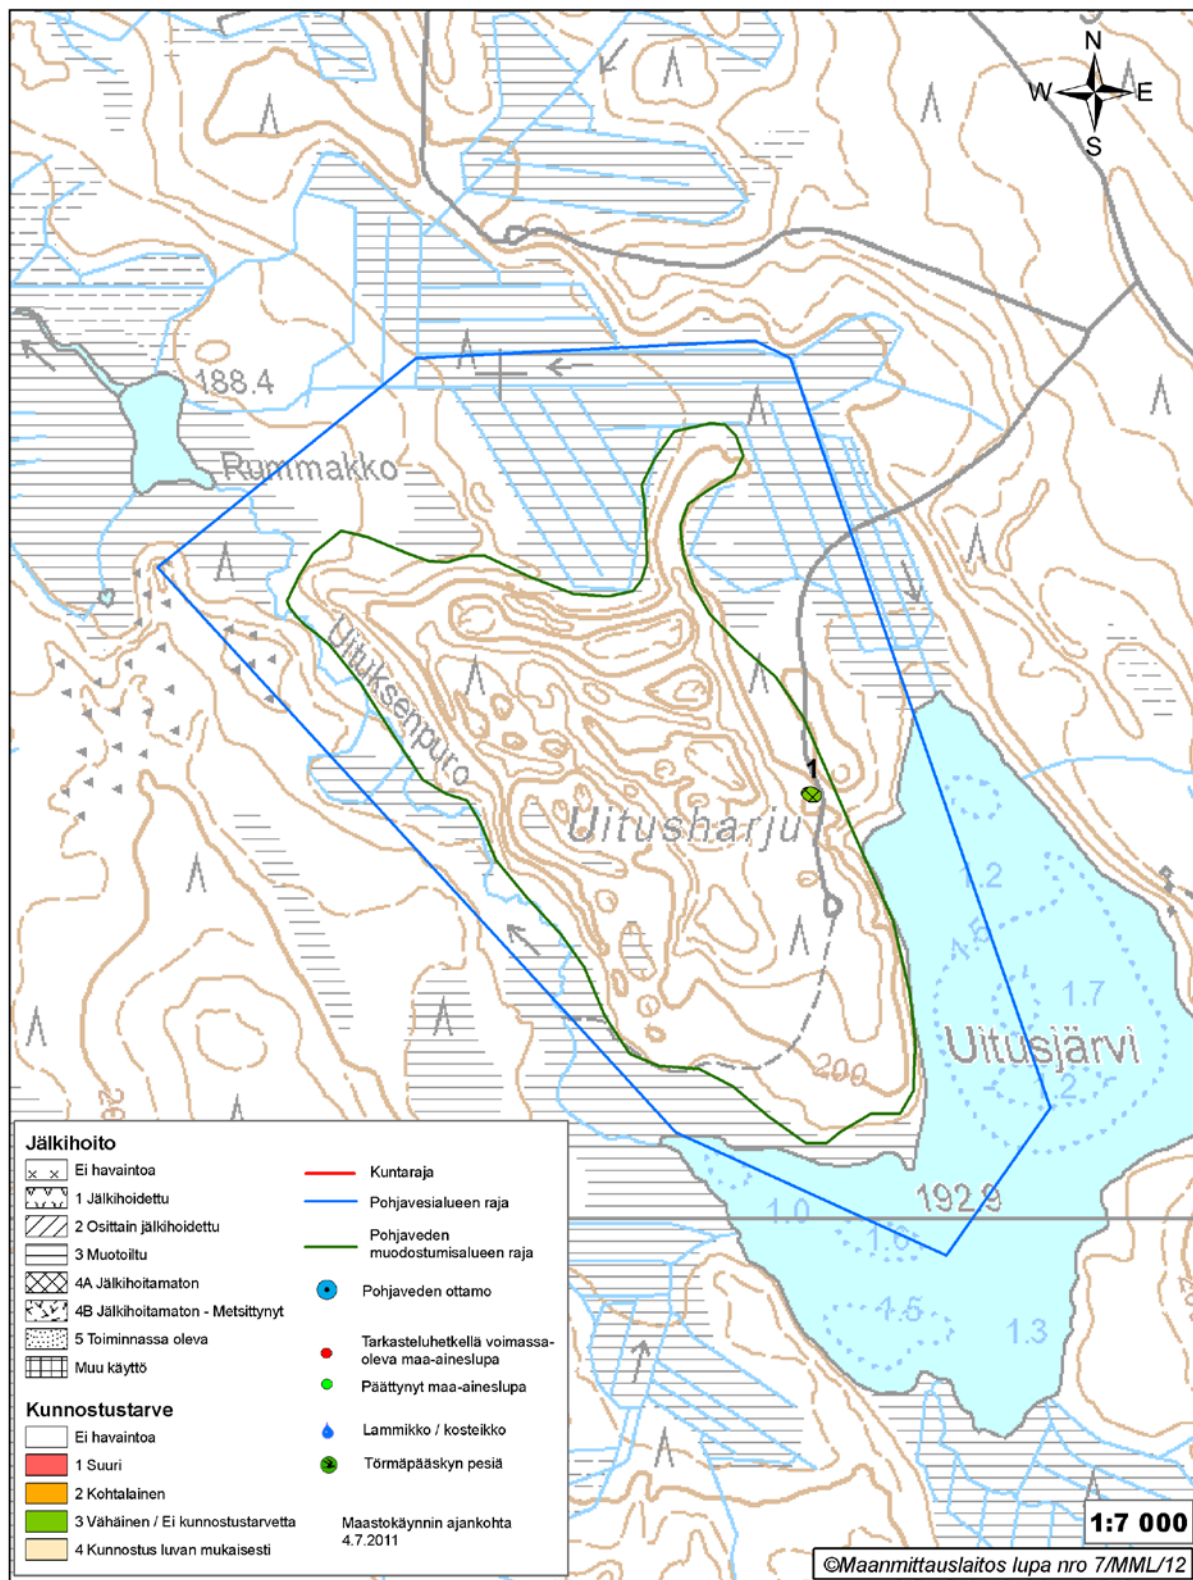 N
W E
S
188.4
Rummakko
Uituksenpuro
1
Uitusharju
1.2
1.5
1.7
Uitusjärvi
1.2
200
20
192.9
1.0
1.6
1.5
1.3
Jälkihoito
Ei havaintoa
1 Jälkihoidettu
2 Osittain jälkihoidettu
3 Muotoiltu
4A Jälkihoitamaton
4B Jälkihoitamaton - Metsittynyt
5 Toiminnassa oleva
Muu käyttö
Kunnostustarve
Ei havaintoa
1 Suuri
2 Kohtalainen
3 Vähäinen / Ei kunnostustarvetta
4 Kunnostus luvan mukaisesti
Kuntaraja
Pohjavesialueen raja
Pohjaveden
muodostumisalueen raja
Pohjaveden ottamo
Tarkasteluhetkellä voimassa-
oleva maa-aineslupa
Päättynyt maa-aineslupa
Lammikko / kosteikko
Törmäpääskyn pesiä
Maastokäynnin ajankohta
4.7.2011
1:7 000
©Maanmittauslaitos lupa nro 7/MML/12